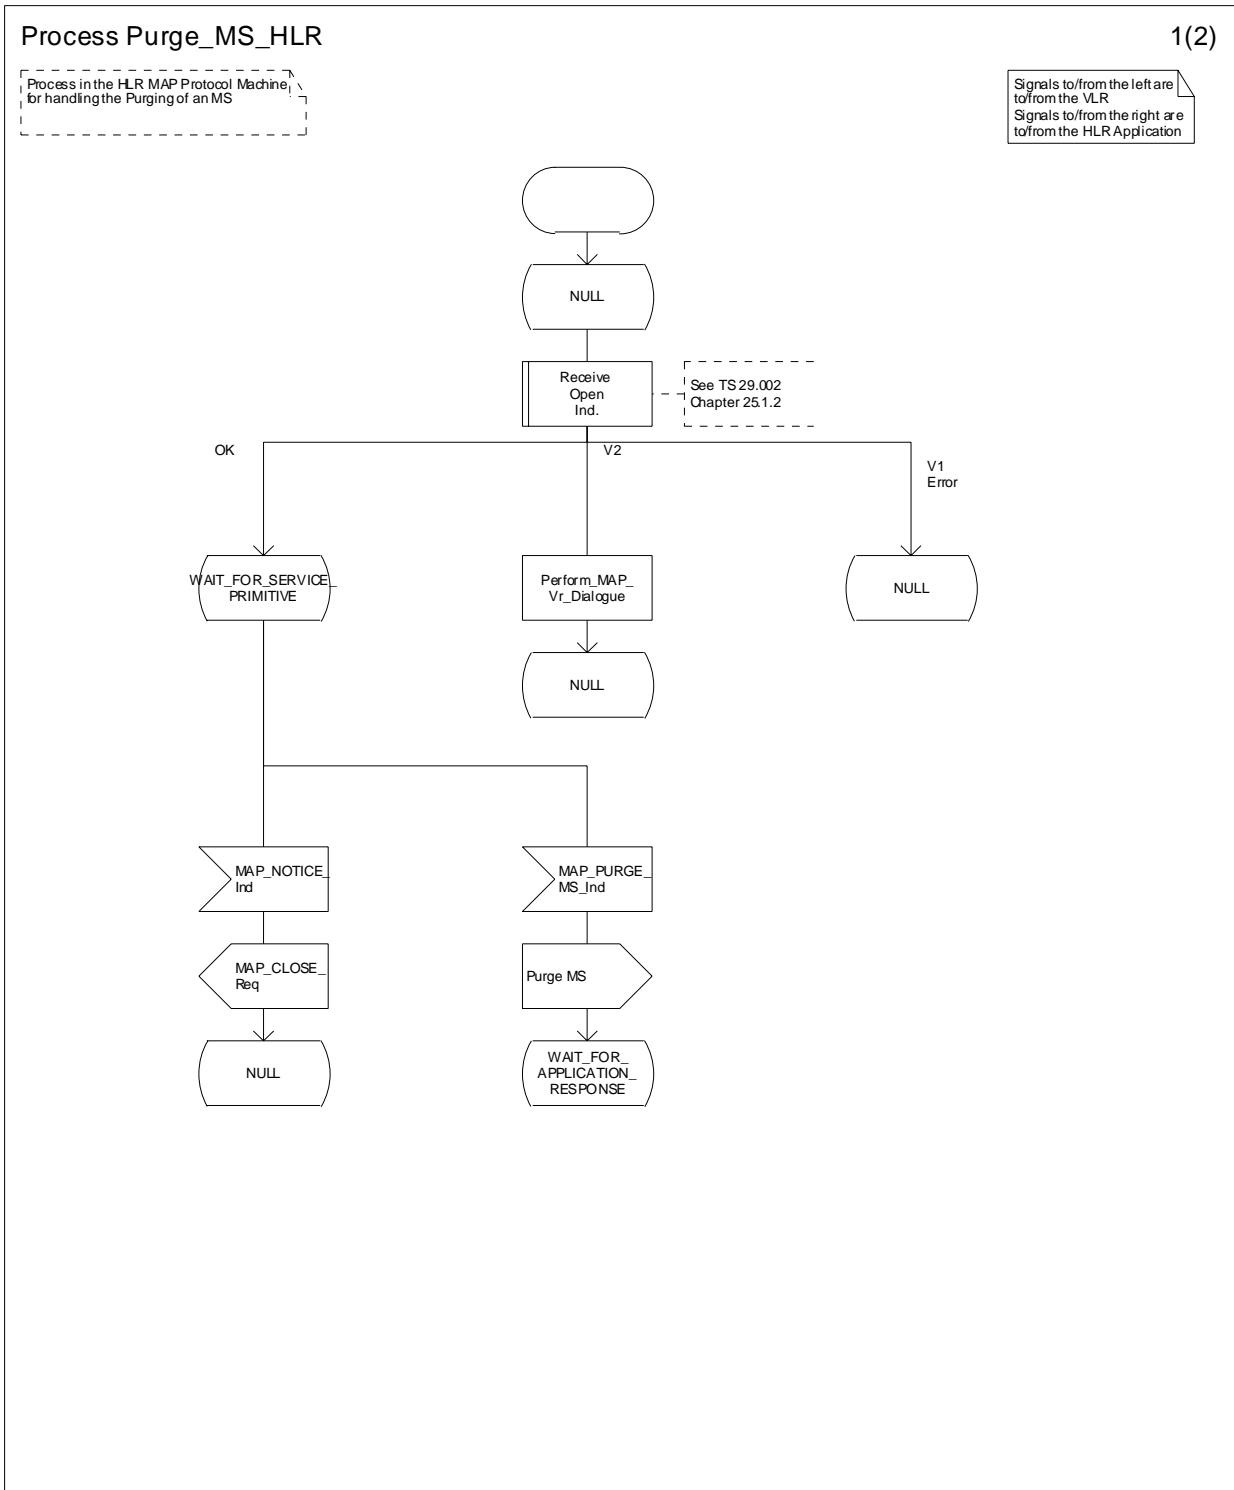 Process Purge_MS_HLR
1(2)
Process in the HLR MAP Protocol Machine
for handling the Purging of an MS
Signals to/from the left are
to/from the VLR
Signals to/from the right are
to/from the HLR Application
NULL
Receive
Open
Ind.
See TS 29.002
Chapter 25.1.2
OK
V2
V1
Error
WAIT_FOR_SERVICE_
PRIMITIVE
Perform_MAP_
Vr_Dialogue
NULL
NULL
MAP_NOTICE_
Ind
MAP_PURGE_
MS_Ind
MAP_CLOSE_
Req
Purge MS
NULL
WAIT_FOR_
APPLICATION_
RESPONSE